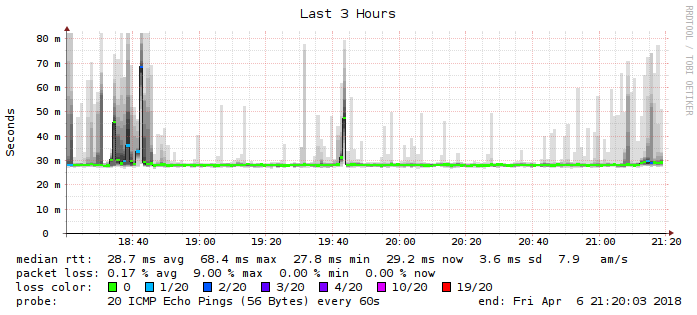 Last 3 Hours
RRDTOOL / TOBI OETIKER
Seconds
80 m
70 m
60 m
50 m
40 m
30 m
20 m
10 m
0
18:40 19:00 19:20 19:40 20:00 20:20 20:40 21:00 21:20
median rtt: 28.7 ms avg 68.4 ms max 27.8 ms min 29.2 ms now 3.6 ms sd 7.9 am/s
packet loss: 0.17 % avg 9.00 % max 0.00 % min 0.00 % now
loss color: 0 1/20 2/20 3/20 4/20 10/20 19/20
probe: 20 ICMP Echo Pings (56 Bytes) every 60s end: Fri Apr 6 21:20:03 2018